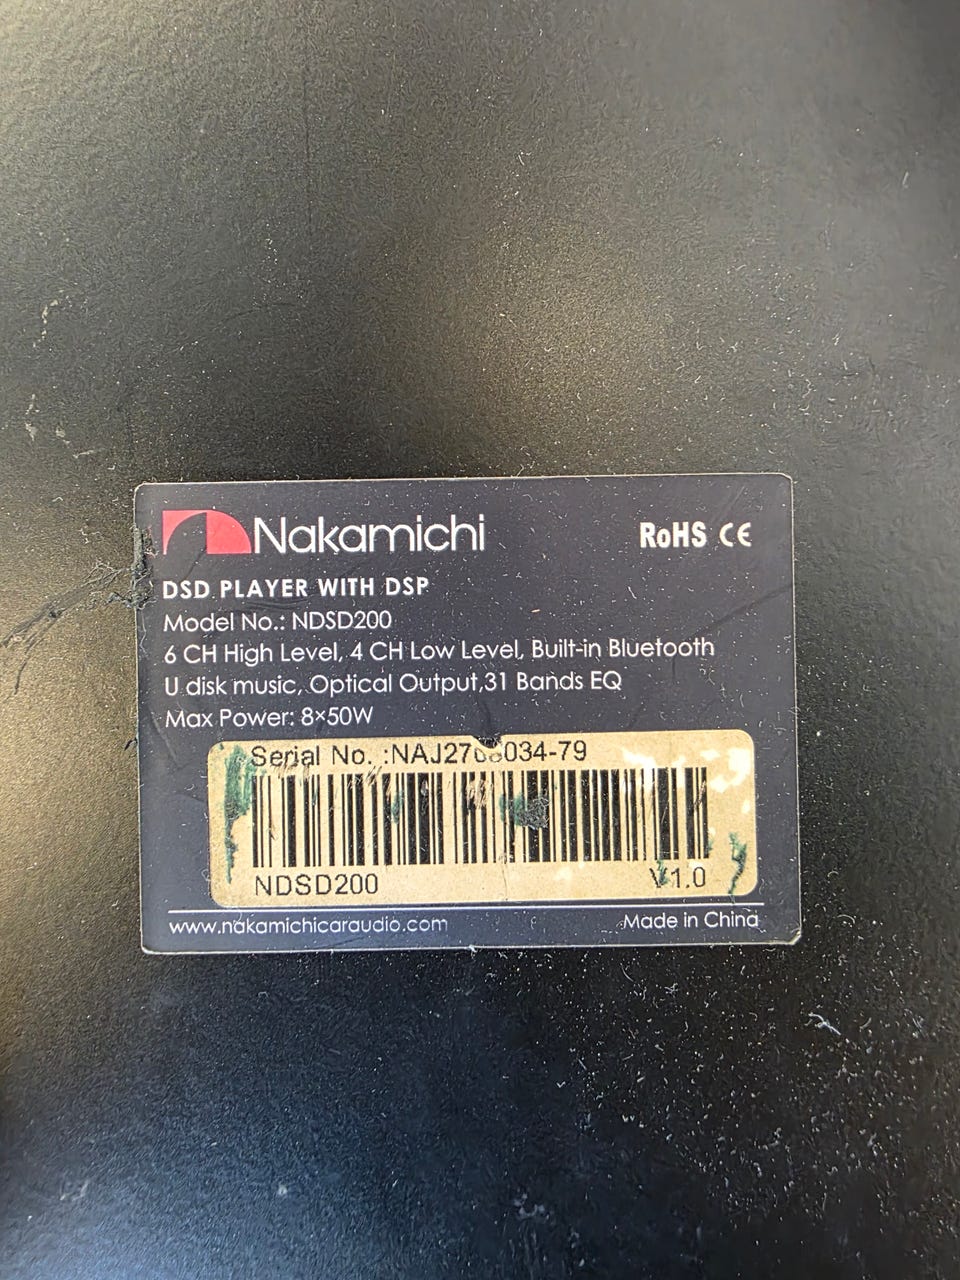 Nakamichi
RoHS CE
DSD PLAYER WITH DSP
Model No.: NDSD200
6 CH High Level, 4 CH Low Level, Built-in Bluetooth
U disk music, Optical Output,31 Bands EQ
Max Power: 8×50W
Serial No. :
NDSD200 V1.0
www.nakamichicaraudio.com Made in China